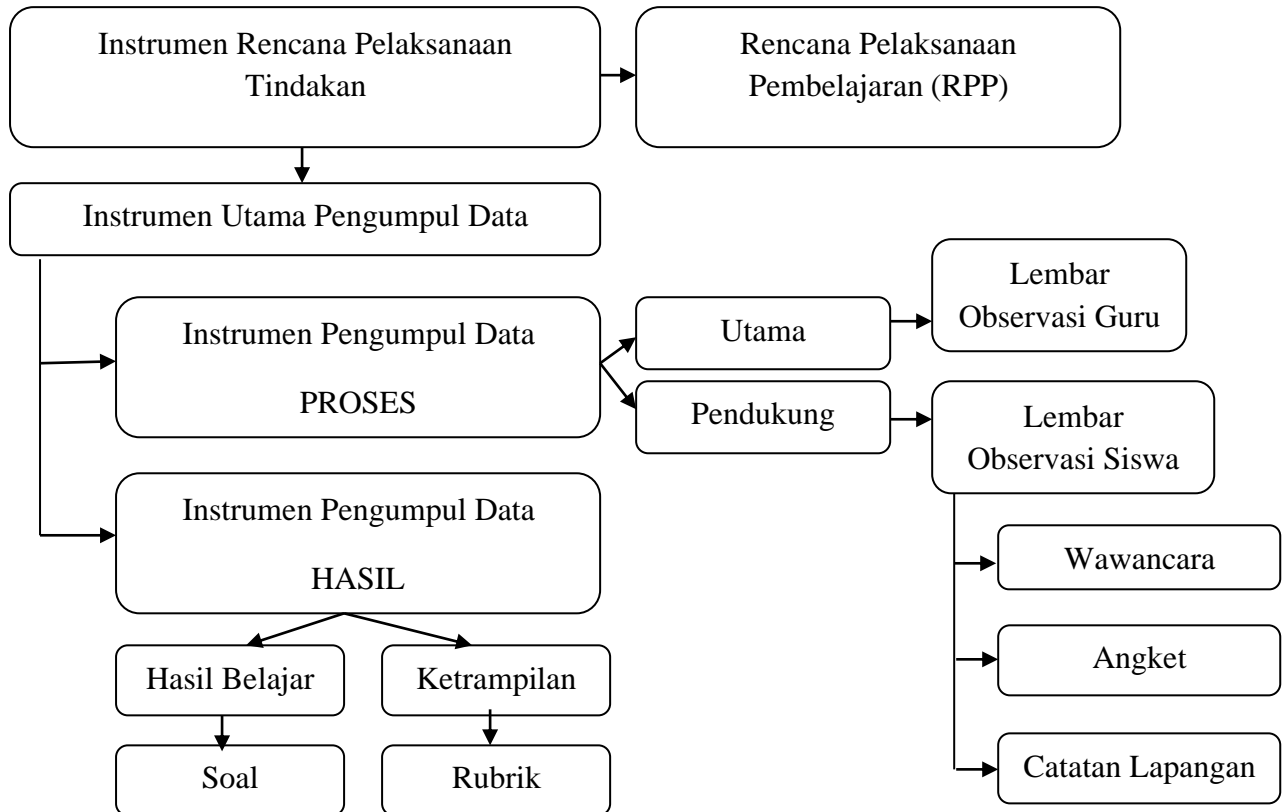 Instrumen Rencana Pelaksanaan
Tindakan
Rencana Pelaksanaan
Pembelajaran (RPP)
Instrumen Utama Pengumpul Data
Instrumen Pengumpul Data
PROSES
Utama
Lembar
Observasi Guru
Pendukung
Lembar
Observasi Siswa
Instrumen Pengumpul Data
HASIL
Wawancara
Angket
Catatan Lapangan
Hasil Belajar
Ketrampilan
Soal
Rubrik